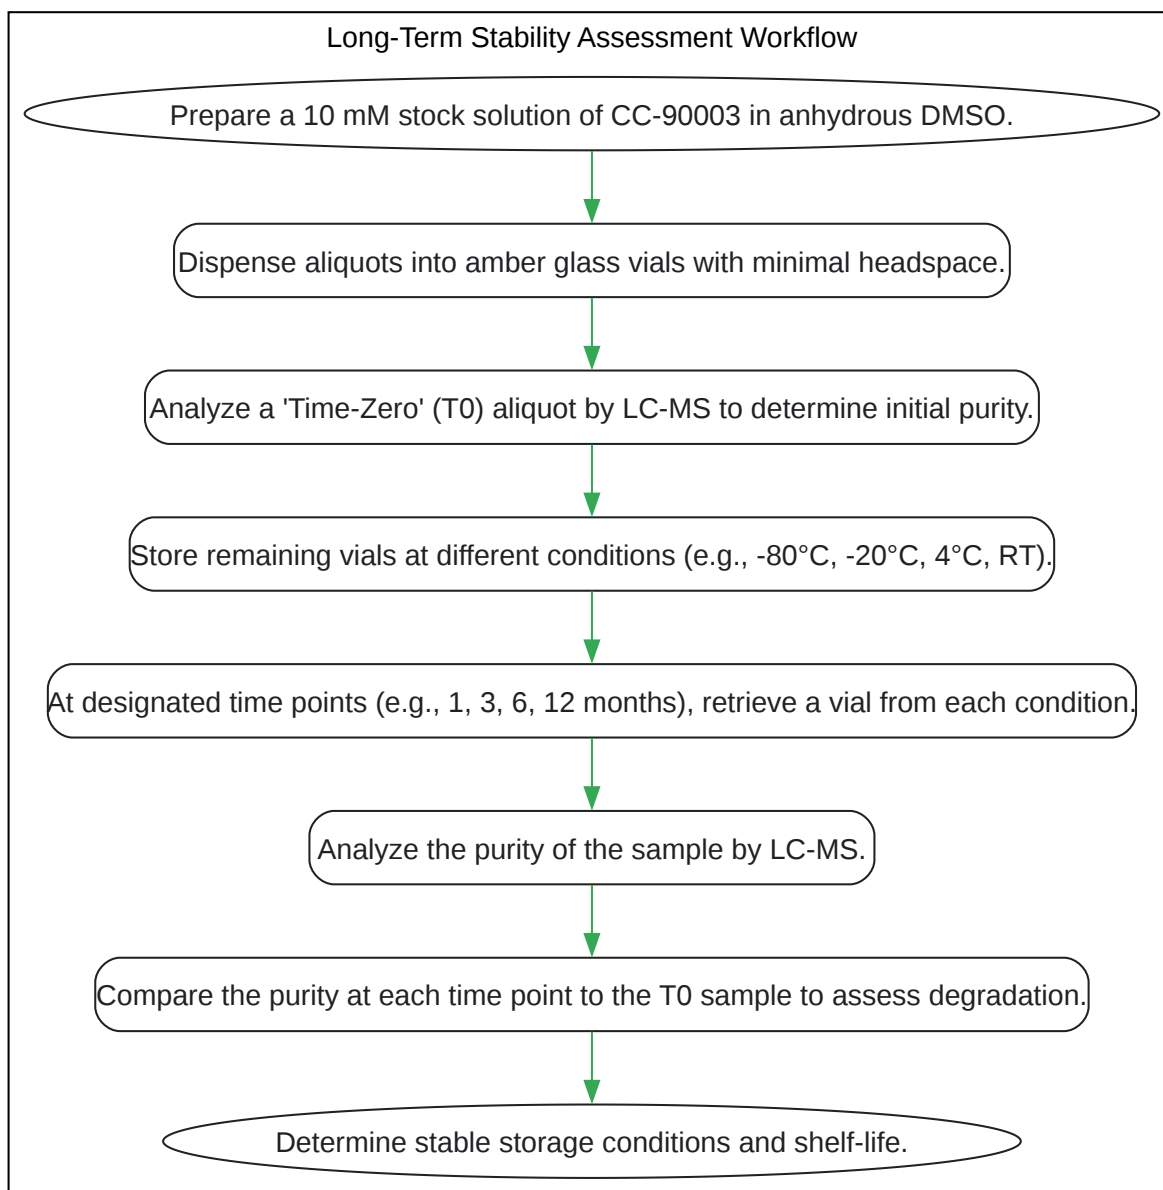 Long-Term Stability Assessment Workflow
Prepare a 10 mM stock solution of CC-90003 in anhydrous DMSO.
Dispense aliquots into amber glass vials with minimal headspace.
Analyze a 'Time-Zero' (T0) aliquot by LC-MS to determine initial purity.
Store remaining vials at different conditions (e.g., -80°C, -20°C, 4°C, RT).
At designated time points (e.g., 1, 3, 6, 12 months), retrieve a vial from each condition.
Analyze the purity of the sample by LC-MS.
Compare the purity at each time point to the T0 sample to assess degradation.
Determine stable storage conditions and shelf-life.